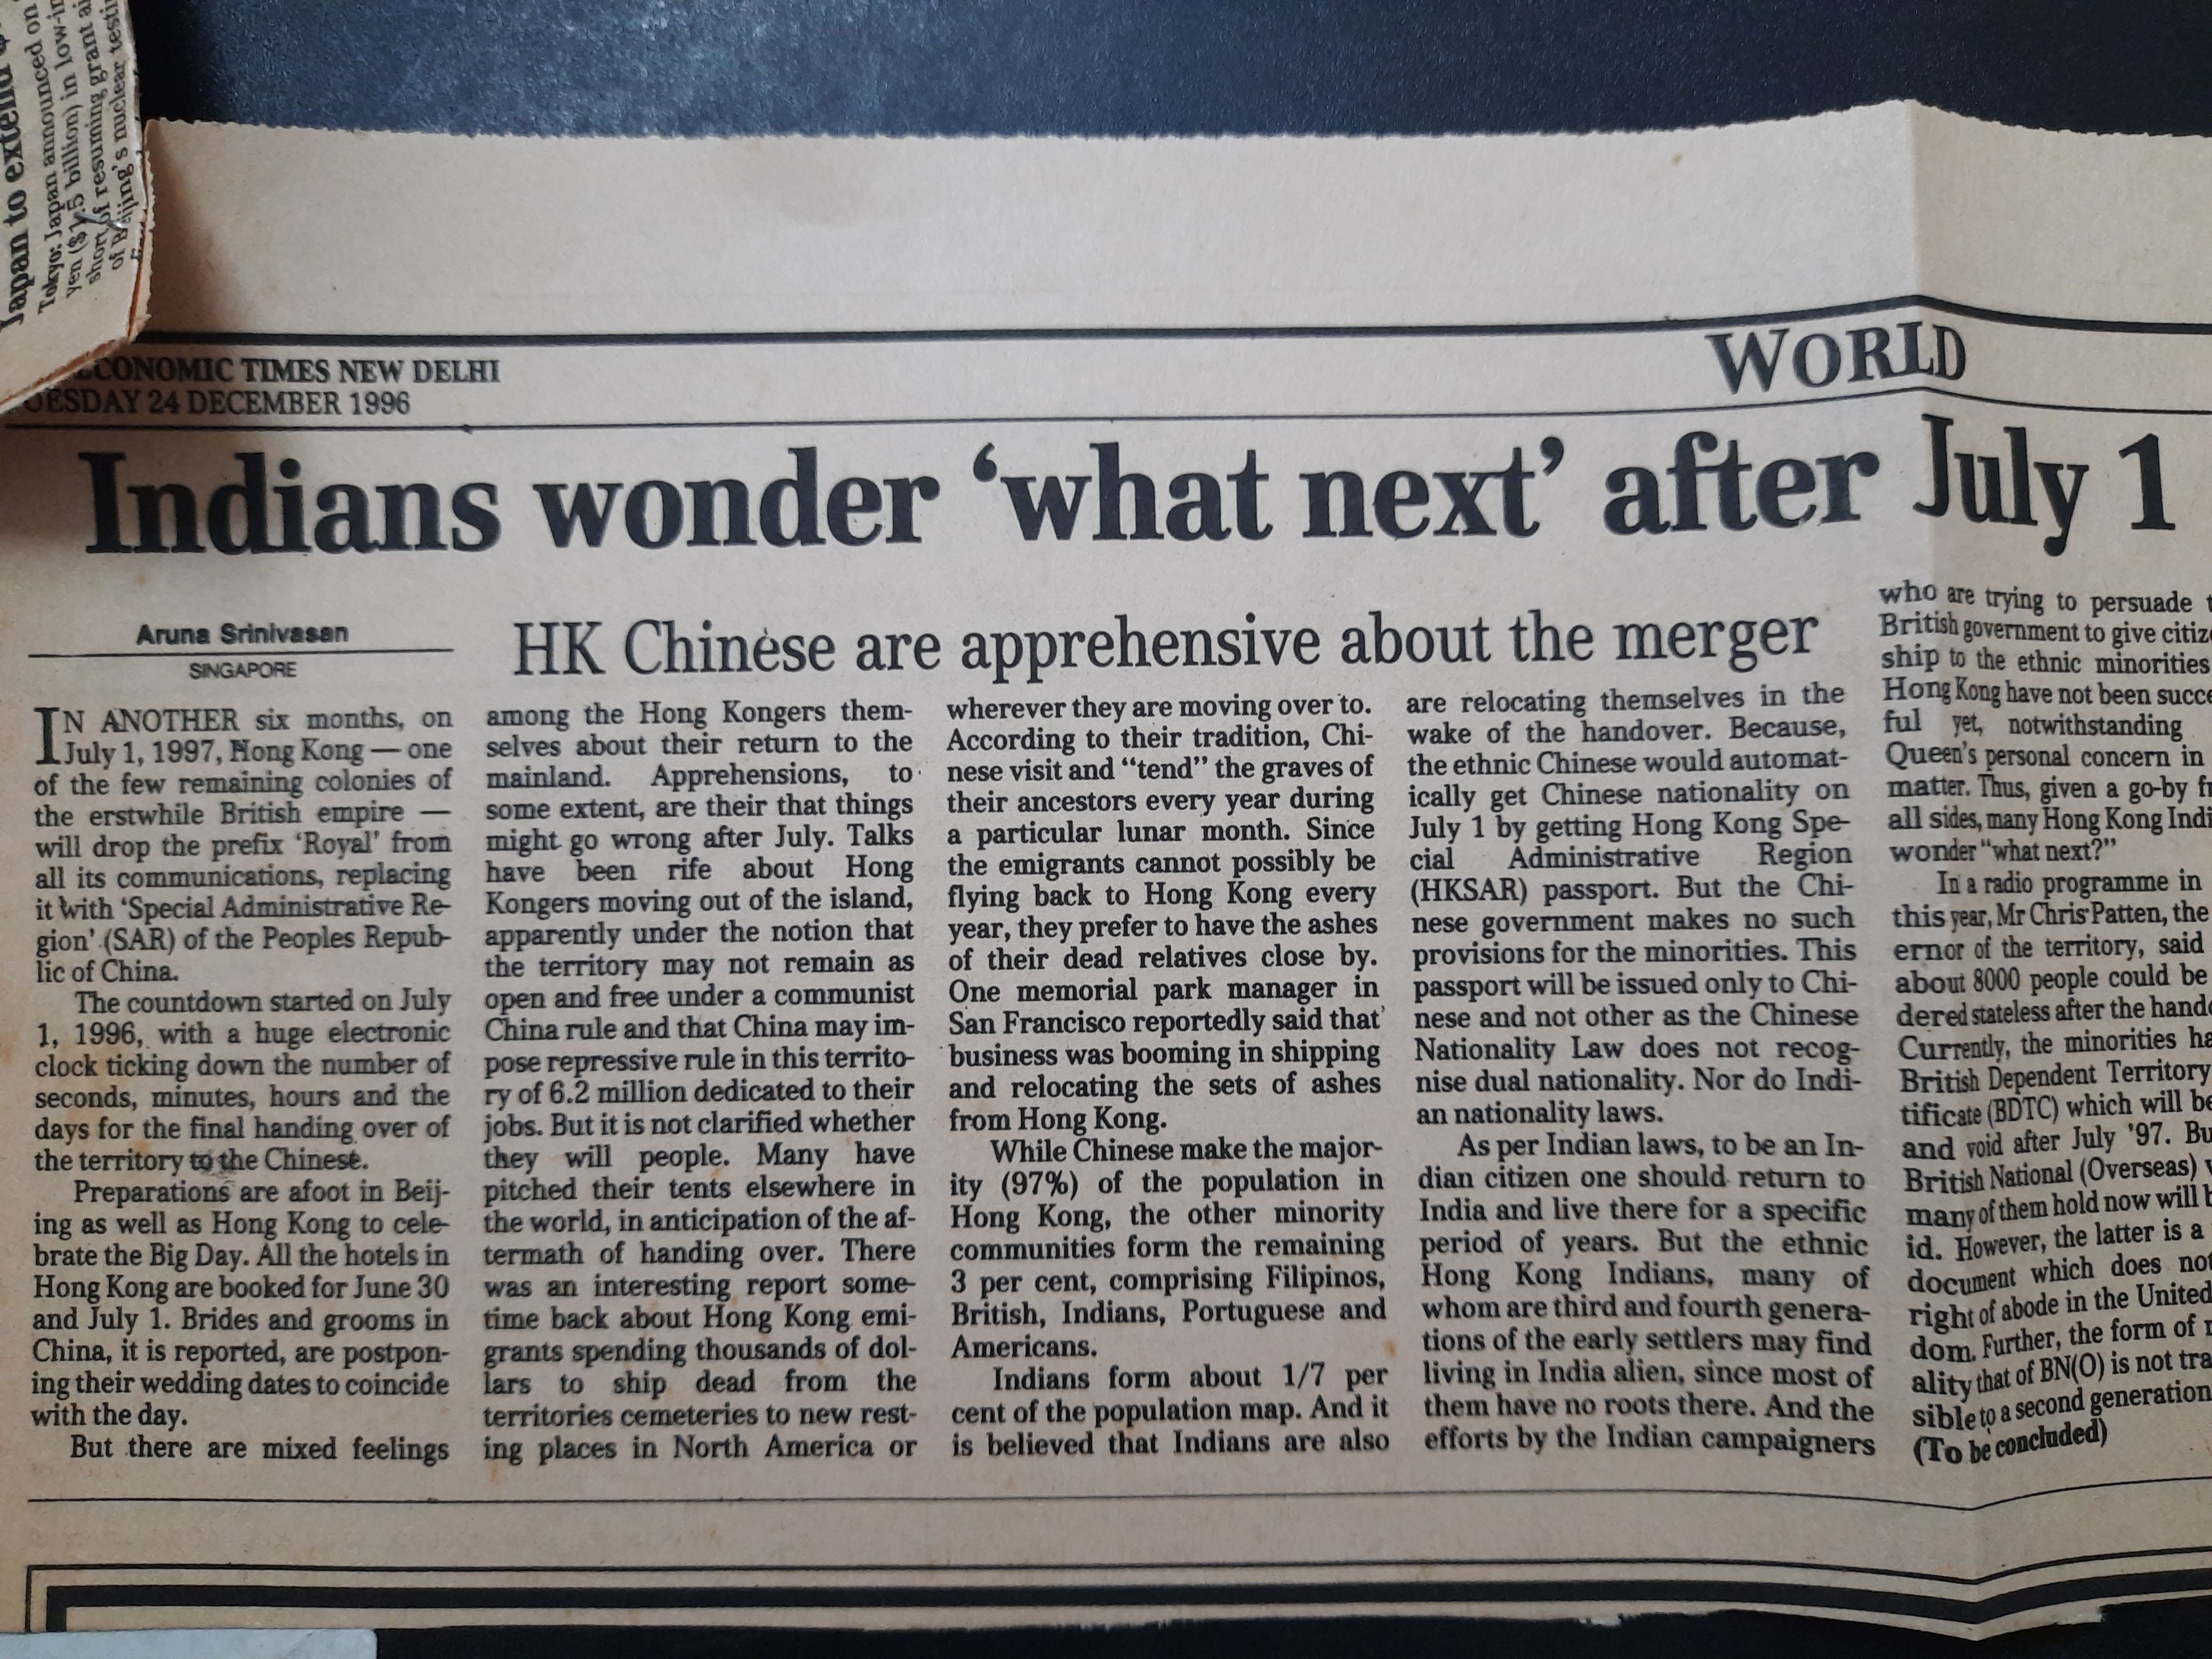 Japan to extend
Tokyo: Japan announced on
yen ($1.5 billion) in low-in
short of resuming grant ai
of Beijing's nuclear testi
ECONOMIC TIMES NEW DELHI
UESDAY 24 DECEMBER 1996
WORLD
Indians wonder ‘what next’ after July 1
Aruna Srinivasan
SINGAPORE
HK Chinese are apprehensive about the merger
IN ANOTHER six months, on
July 1, 1997, Hong Kong — one
of the few remaining colonies of
the erstwhile British empire —
will drop the prefix ‘Royal’ from
all its communications, replacing
it with ‘Special Administrative Re-
gion’ (SAR) of the Peoples Repub-
lic of China.
The countdown started on July
1, 1996, with a huge electronic
clock ticking down the number of
seconds, minutes, hours and the
days for the final handing over of
the territory to the Chinese.
Preparations are afoot in Beij-
ing as well as Hong Kong to cele-
brate the Big Day. All the hotels in
Hong Kong are booked for June 30
and July 1. Brides and grooms in
China, it is reported, are postpon-
ing their wedding dates to coincide
with the day.
But there are mixed feelings
among the Hong Kongers them-
selves about their return to the
mainland. Apprehensions, to
some extent, are their that things
might go wrong after July. Talks
have been rife about Hong
Kongers moving out of the island,
apparently under the notion that
the territory may not remain as
open and free under a communist
China rule and that China may im-
pose repressive rule in this territo-
ry of 6.2 million dedicated to their
jobs. But it is not clarified whether
they will people. Many have
pitched their tents elsewhere in
the world, in anticipation of the af-
termath of handing over. There
was an interesting report some-
time back about Hong Kong emi-
grants spending thousands of dol-
lars to ship dead from the
territories cemeteries to new rest-
ing places in North America or
wherever they are moving over to.
According to their tradition, Chi-
nese visit and “tend” the graves of
their ancestors every year during
a particular lunar month. Since
the emigrants cannot possibly be
flying back to Hong Kong every
year, they prefer to have the ashes
of their dead relatives close by.
One memorial park manager in
San Francisco reportedly said that
business was booming in shipping
and relocating the sets of ashes
from Hong Kong.
While Chinese make the major-
ity (97%) of the population in
Hong Kong, the other minority
communities form the remaining
3 per cent, comprising Filipinos,
British, Indians, Portuguese and
Americans.
Indians form about 1/7 per
cent of the population map. And it
is believed that Indians are also
are relocating themselves in the
wake of the handover. Because,
the ethnic Chinese would automat-
ically get Chinese nationality on
July 1 by getting Hong Kong Spe-
cial Administrative Region
(HKSAR) passport. But the Chi-
nese government makes no such
provisions for the minorities. This
passport will be issued only to Chi-
nese and not other as the Chinese
Nationality Law does not recog-
nise dual nationality. Nor do Indi-
an nationality laws.
As per Indian laws, to be an In-
dian citizen one should return to
India and live there for a specific
period of years. But the ethnic
Hong Kong Indians, many of
whom are third and fourth genera-
tions of the early settlers may find
living in India alien, since most of
them have no roots there. And the
efforts by the Indian campaigners
who are trying to persuade t
British government to give citize
ship to the ethnic minorities
Hong Kong have not been succe
ful yet, notwithstanding
Queen's personal concern in
matter. Thus, given a go-by fr
all sides, many Hong Kong Indi
wonder “what next?”
In a radio programme in
this year, Mr Chris Patten, the
ernor of the territory, said
about 8000 people could be
dered stateless after the hando
Currently, the minorities ha
British Dependent Territory
tificate (BDTC) which will be
and void after July '97. Bu
British National (Overseas) w
many of them hold now will b
id. However, the latter is a
document which does not
right of abode in the United
dom. Further, the form of n
ality that of BN(O) is not tra
sible to a second generation
(To be concluded)